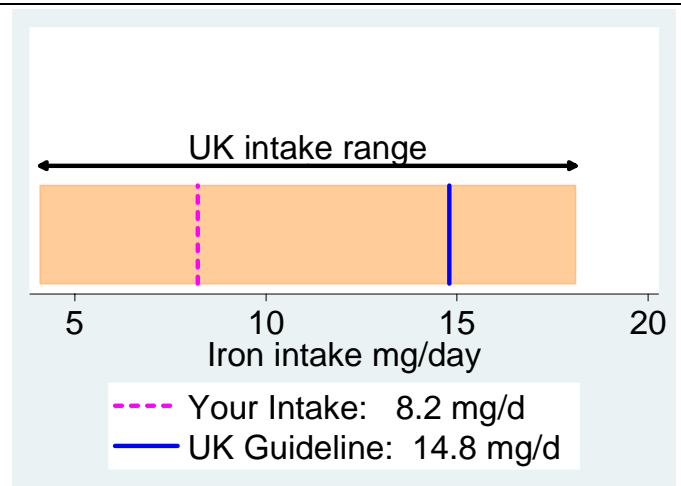 UK intake range
5 10 15 20
Iron intake mg/day
Your Intake: 8.2 mg/d
UK Guideline: 14.8 mg/d